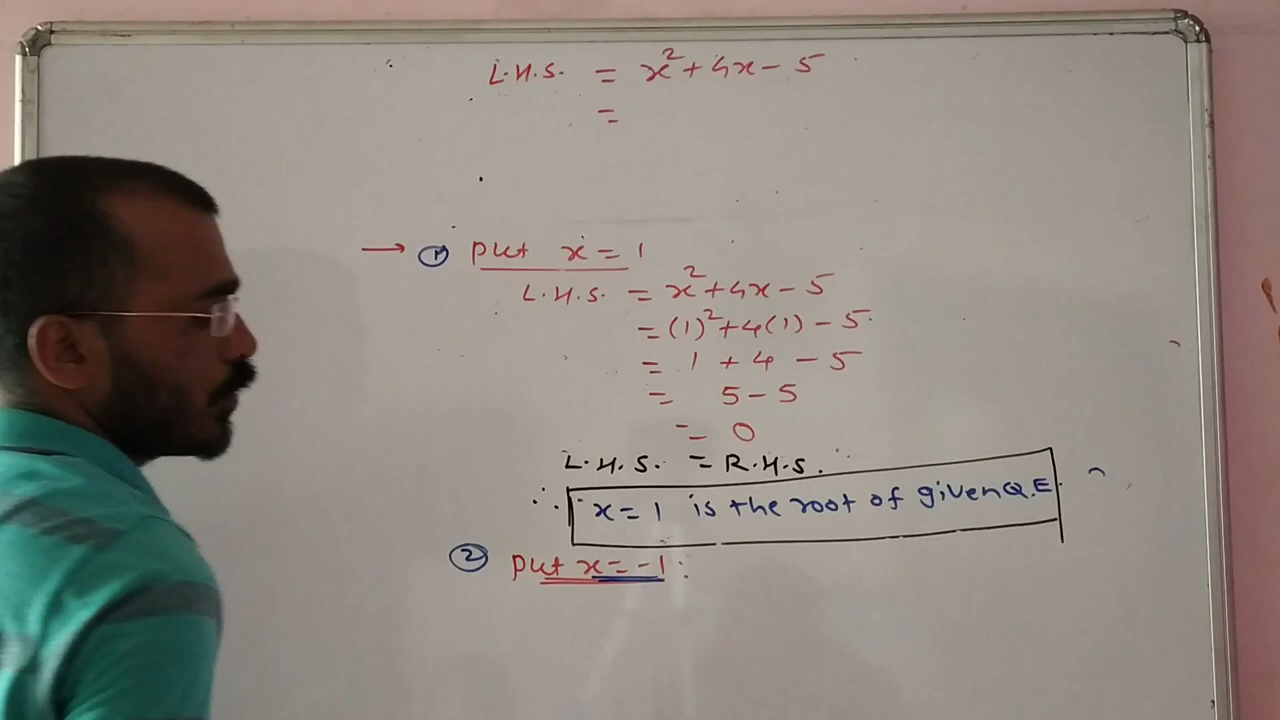 L.H.S. = x²+4x-5
=
→ ① put x = 1
L.H.S. = x²+4x-5
= (1)²+4(1)-5
= 1 + 4 - 5
= 5-5
= 0
L.H.S. = R.H.S.
∴ x=1 is the root of given Q.E.
② put x=-1: